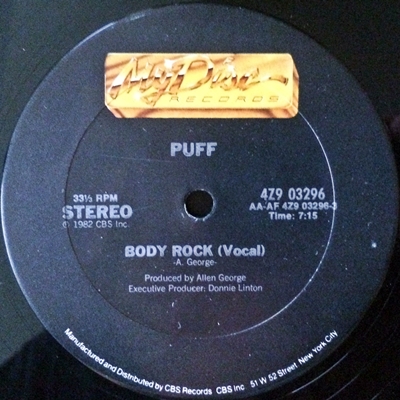 My Disc
RECORDS
PUFF
33⅓ RPM
STEREO
℗ 1982 CBS Inc.
4Z9 03296
AA-AF 4Z9 03296-3
Time: 7:15
BODY ROCK (Vocal)
-A. George-
Produced by Allen George
Executive Producer: Donnie Linton
Manufactured and Distributed by CBS Records CBS Inc 51 W 52 Street New York City